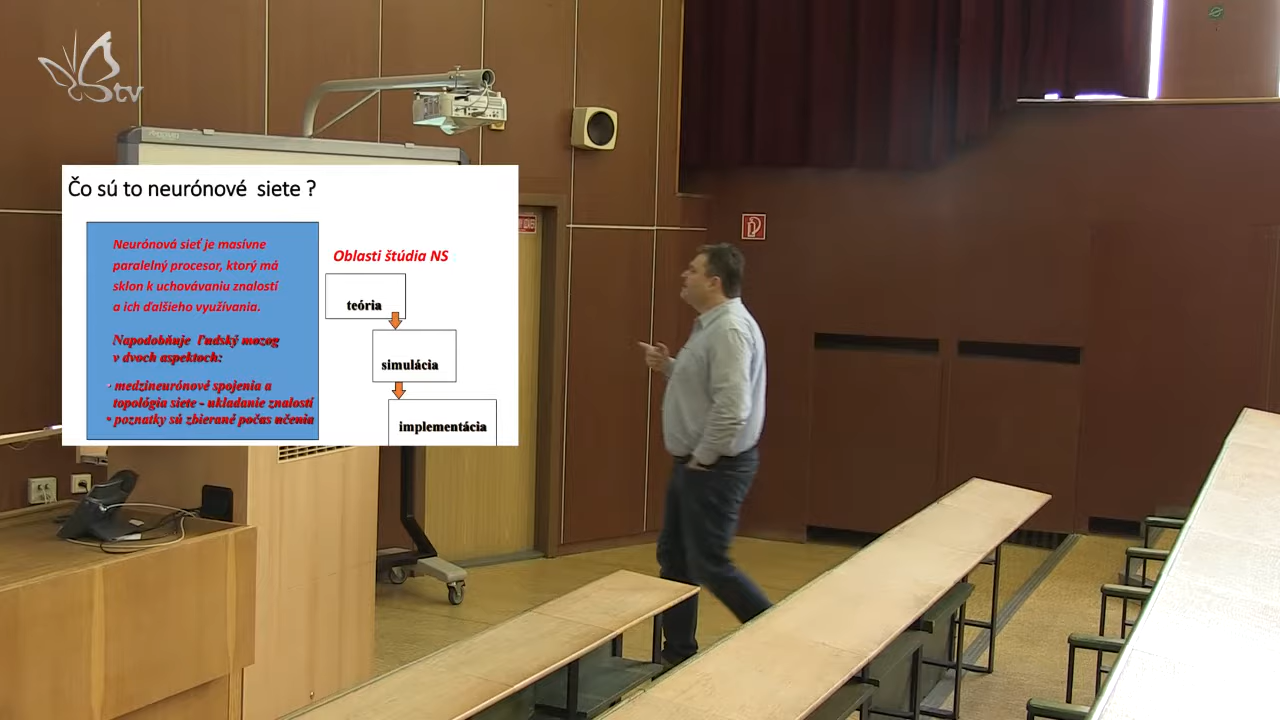 tv
Čo sú to neurónové siete ?
Neurónová sieť je masívne
paralelný procesor, ktorý má
sklon k uchovávaniu znalostí
a ich ďalšieho využívania.
Napodobňuje ľudský mozog
v dvoch aspektoch:
• medzineurónové spojenia a
topológia siete - ukladanie znalostí
• poznatky sú zbierané počas učenia
Oblasti štúdia NS
teória
simulácia
implementácia